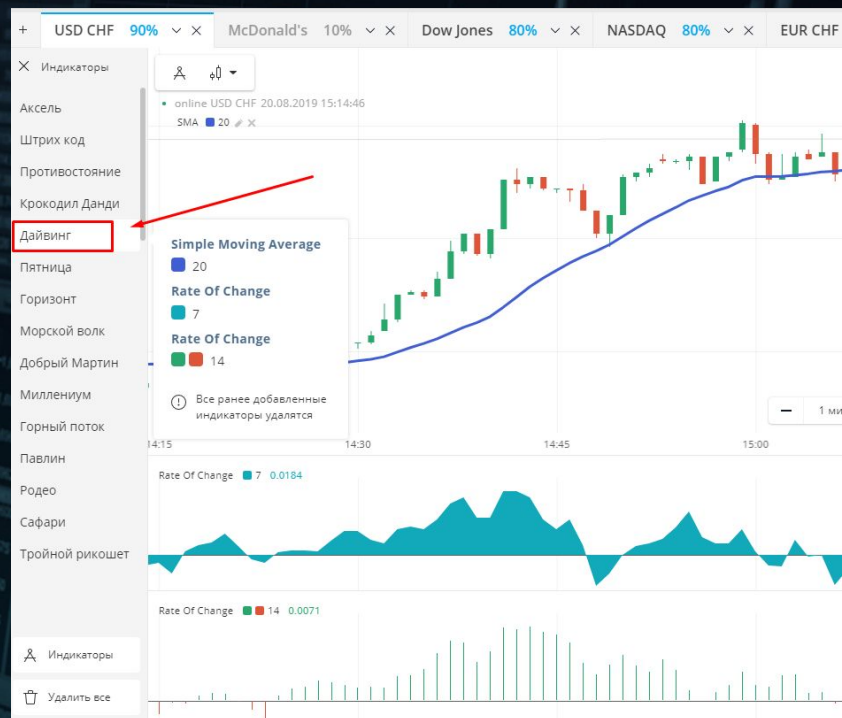 + USD CHF 90% McDonald's 10% Dow Jones 80% NASDAQ 80% EUR CHF
Индикаторы
Аксель
Штрих код
Противостояние
Крокодил Данди
Дайвинг
Пятница
Горизонт
Морской волк
Добрый Мартин
Миллениум
Горный поток
Павлин
Родео
Сафари
Тройной рикошет
Индикаторы
Удалить все
online USD CHF 20.08.2019 15:14:46
SMA 20
Simple Moving Average
20
Rate Of Change
7
Rate Of Change
14
Все ранее добавленные
индикаторы удалятся
1 ми
14:15 14:30 14:45 15:00
Rate Of Change 7 0.0184
Rate Of Change 14 0.0071